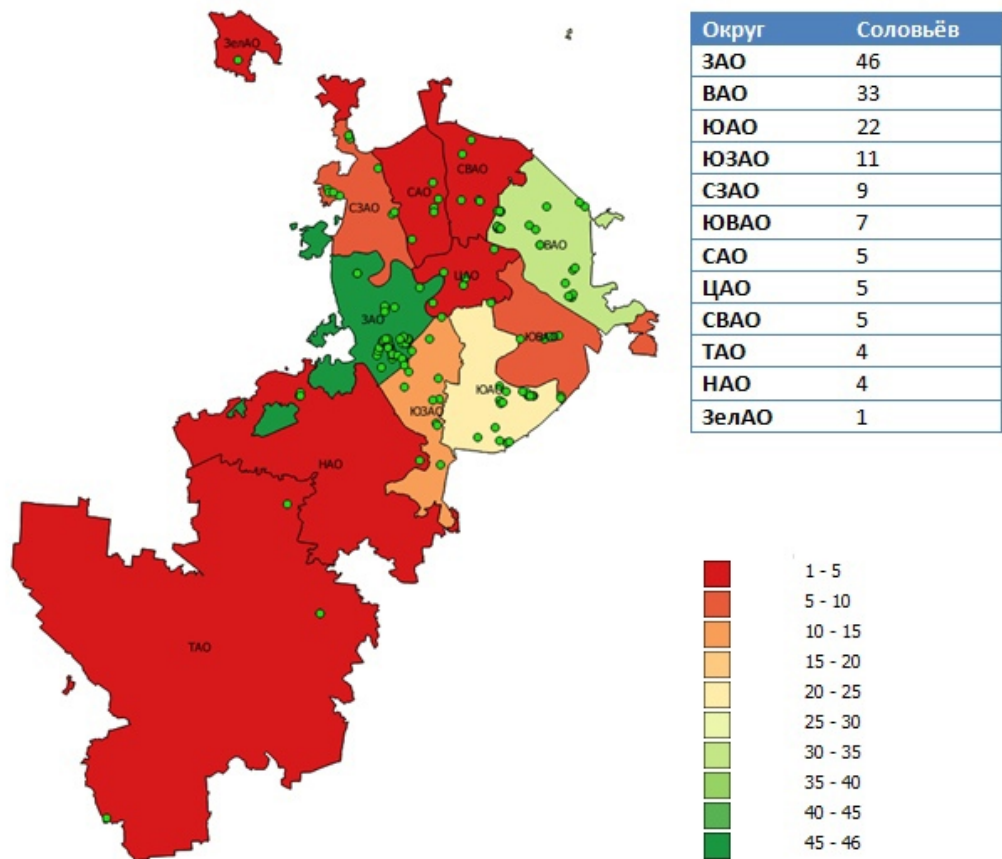 ЗелАО
СВАО
САО
СЗАО
ВАО
ЦАО
ЗАО
ЮВАО
ЮАО
ЮЗАО
НАО
ТАО
Округ Соловьёв
ЗАО 46
ВАО 33
ЮАО 22
ЮЗАО 11
СЗАО 9
ЮВАО 7
САО 5
ЦАО 5
СВАО 5
ТАО 4
НАО 4
ЗелАО 1
1 - 5
5 - 10
10 - 15
15 - 20
20 - 25
25 - 30
30 - 35
35 - 40
40 - 45
45 - 46